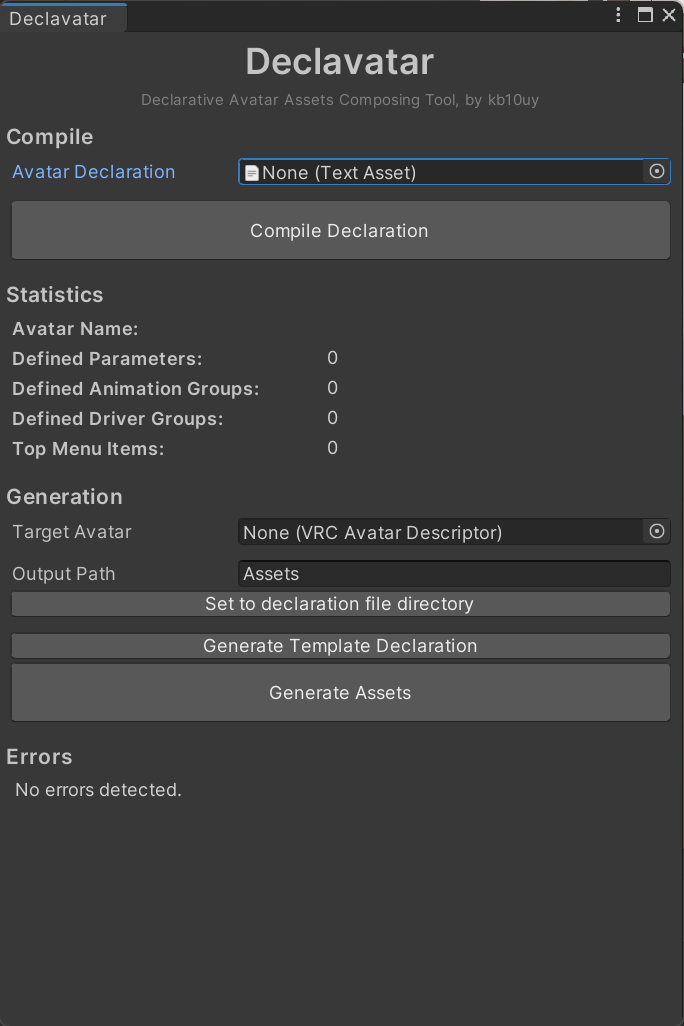 Declavatar
Declavatar
Declarative Avatar Assets Composing Tool, by kb10uy
Compile
Avatar Declaration None (Text Asset)
Compile Declaration
Statistics
Avatar Name:
Defined Parameters: 0
Defined Animation Groups: 0
Defined Driver Groups: 0
Top Menu Items: 0
Generation
Target Avatar None (VRC Avatar Descriptor)
Output Path Assets
Set to declaration file directory
Generate Template Declaration
Generate Assets
Errors
No errors detected.